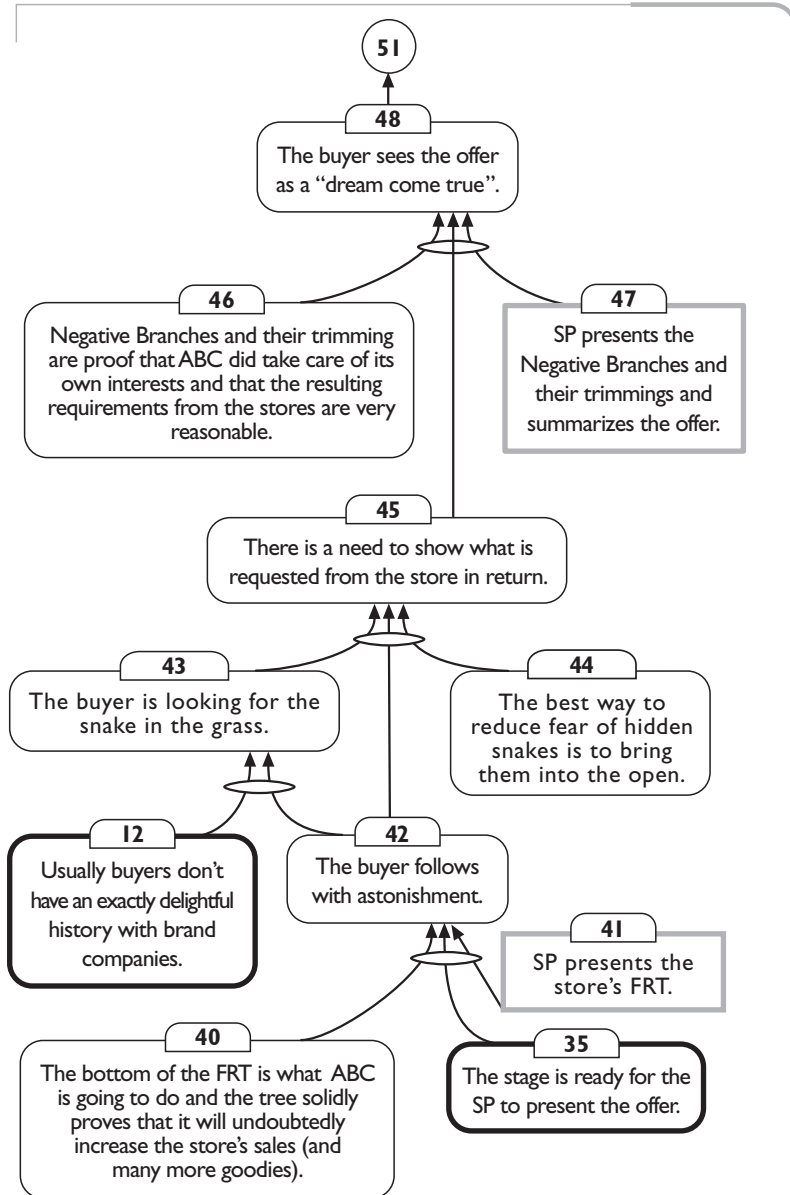 51
48
The buyer sees the offer
as a “dream come true”.
46
Negative Branches and their trimming
are proof that ABC did take care of its
own interests and that the resulting
requirements from the stores are very
reasonable.
47
SP presents the
Negative Branches and
their trimmings and
summarizes the offer.
45
There is a need to show what is
requested from the store in return.
43
The buyer is looking for the
snake in the grass.
44
The best way to
reduce fear of hidden
snakes is to bring
them into the open.
12
Usually buyers don’t
have an exactly delightful
history with brand
companies.
42
The buyer follows
with astonishment.
41
SP presents the
store’s FRT.
40
The bottom of the FRT is what ABC
is going to do and the tree solidly
proves that it will undoubtedly
increase the store’s sales (and
many more goodies).
35
The stage is ready for the
SP to present the offer.